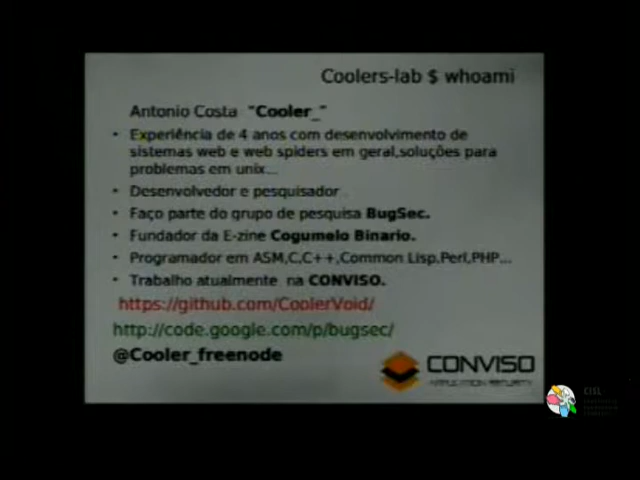 Coolers-lab $ whoami
Antonio Costa "Cooler_"
• Experiência de 4 anos com desenvolvimento de
sistemas web e web spiders em geral,soluções para
problemas em unix...
• Desenvolvedor e pesquisador
• Faço parte do grupo de pesquisa BugSec.
• Fundador da E-zine Cogumelo Binario.
• Programador em ASM,C,C++,Common Lisp,Perl,PHP...
• Trabalho atualmente na CONVISO.
https://github.com/CoolerVoid/
http://code.google.com/p/bugsec/
@Cooler_freenode
CONVISO
APPLICATION SECURITY